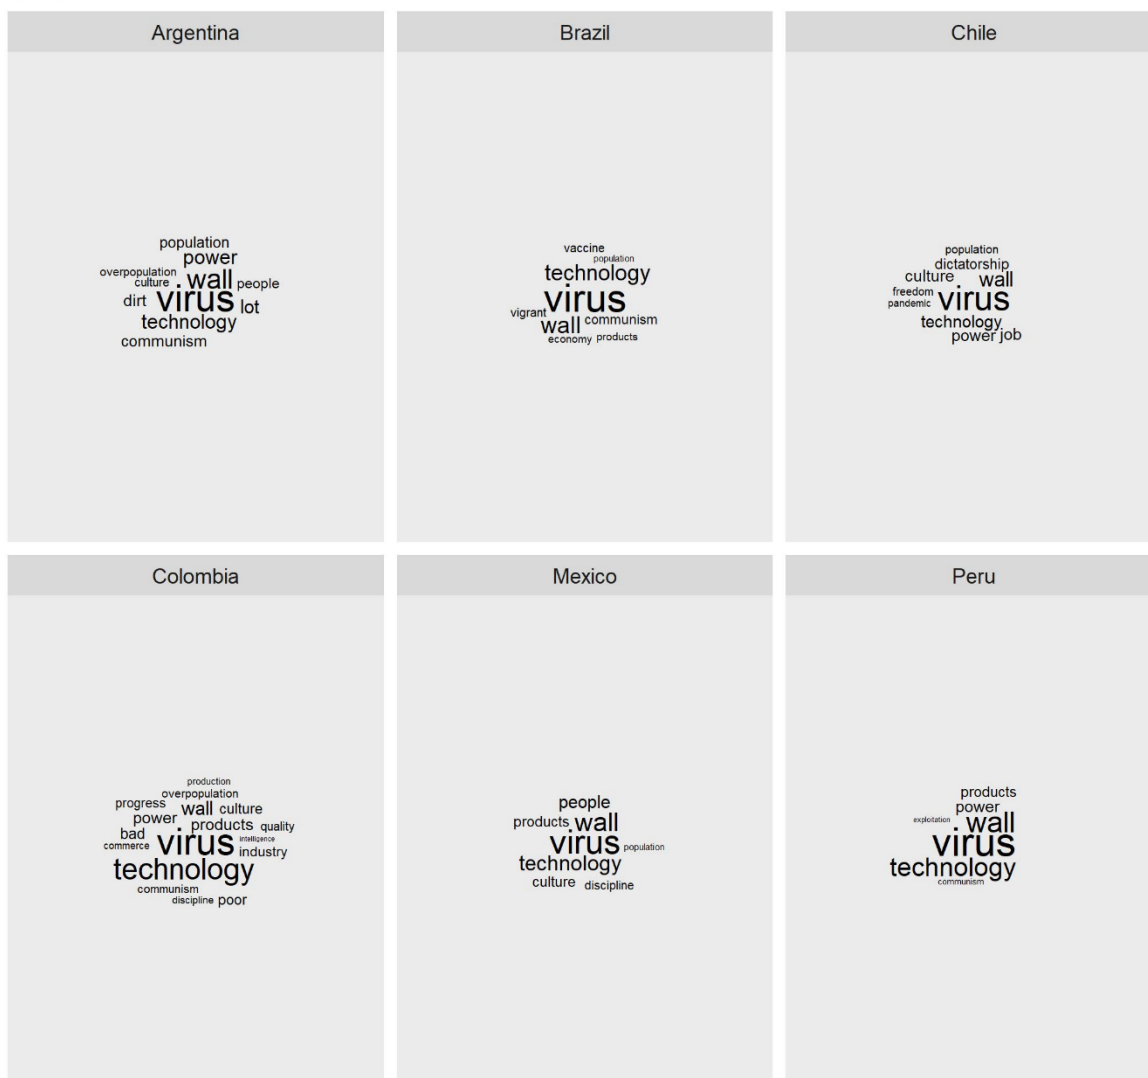 Argentina
population
power
overpopulation
wall
culture
people
dirt
virus
lot
technology
communism
Brazil
vaccine
population
technology
virus
vigrant
wall
communism
economy
products
Chile
population
dictatorship
culture
wall
freedom
virus
pandemic
technology
power
job
Colombia
production
overpopulation
progress
wall
culture
power
products
quality
bad
virus
intelligence
commerce
industry
technology
communism
discipline
poor
Mexico
people
products
wall
virus
population
technology
culture
discipline
Peru
products
power
exploitation
wall
virus
technology
communism